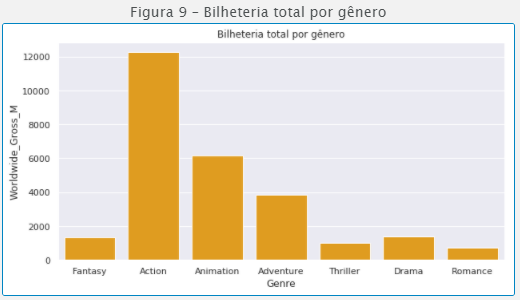 Figura 9 – Bilheteria total por gênero
Bilheteria total por gênero
12000
10000
8000
6000
4000
2000
0
Worldwide_Gross_M
Fantasy Action Animation Adventure Thriller Drama Romance
Genre